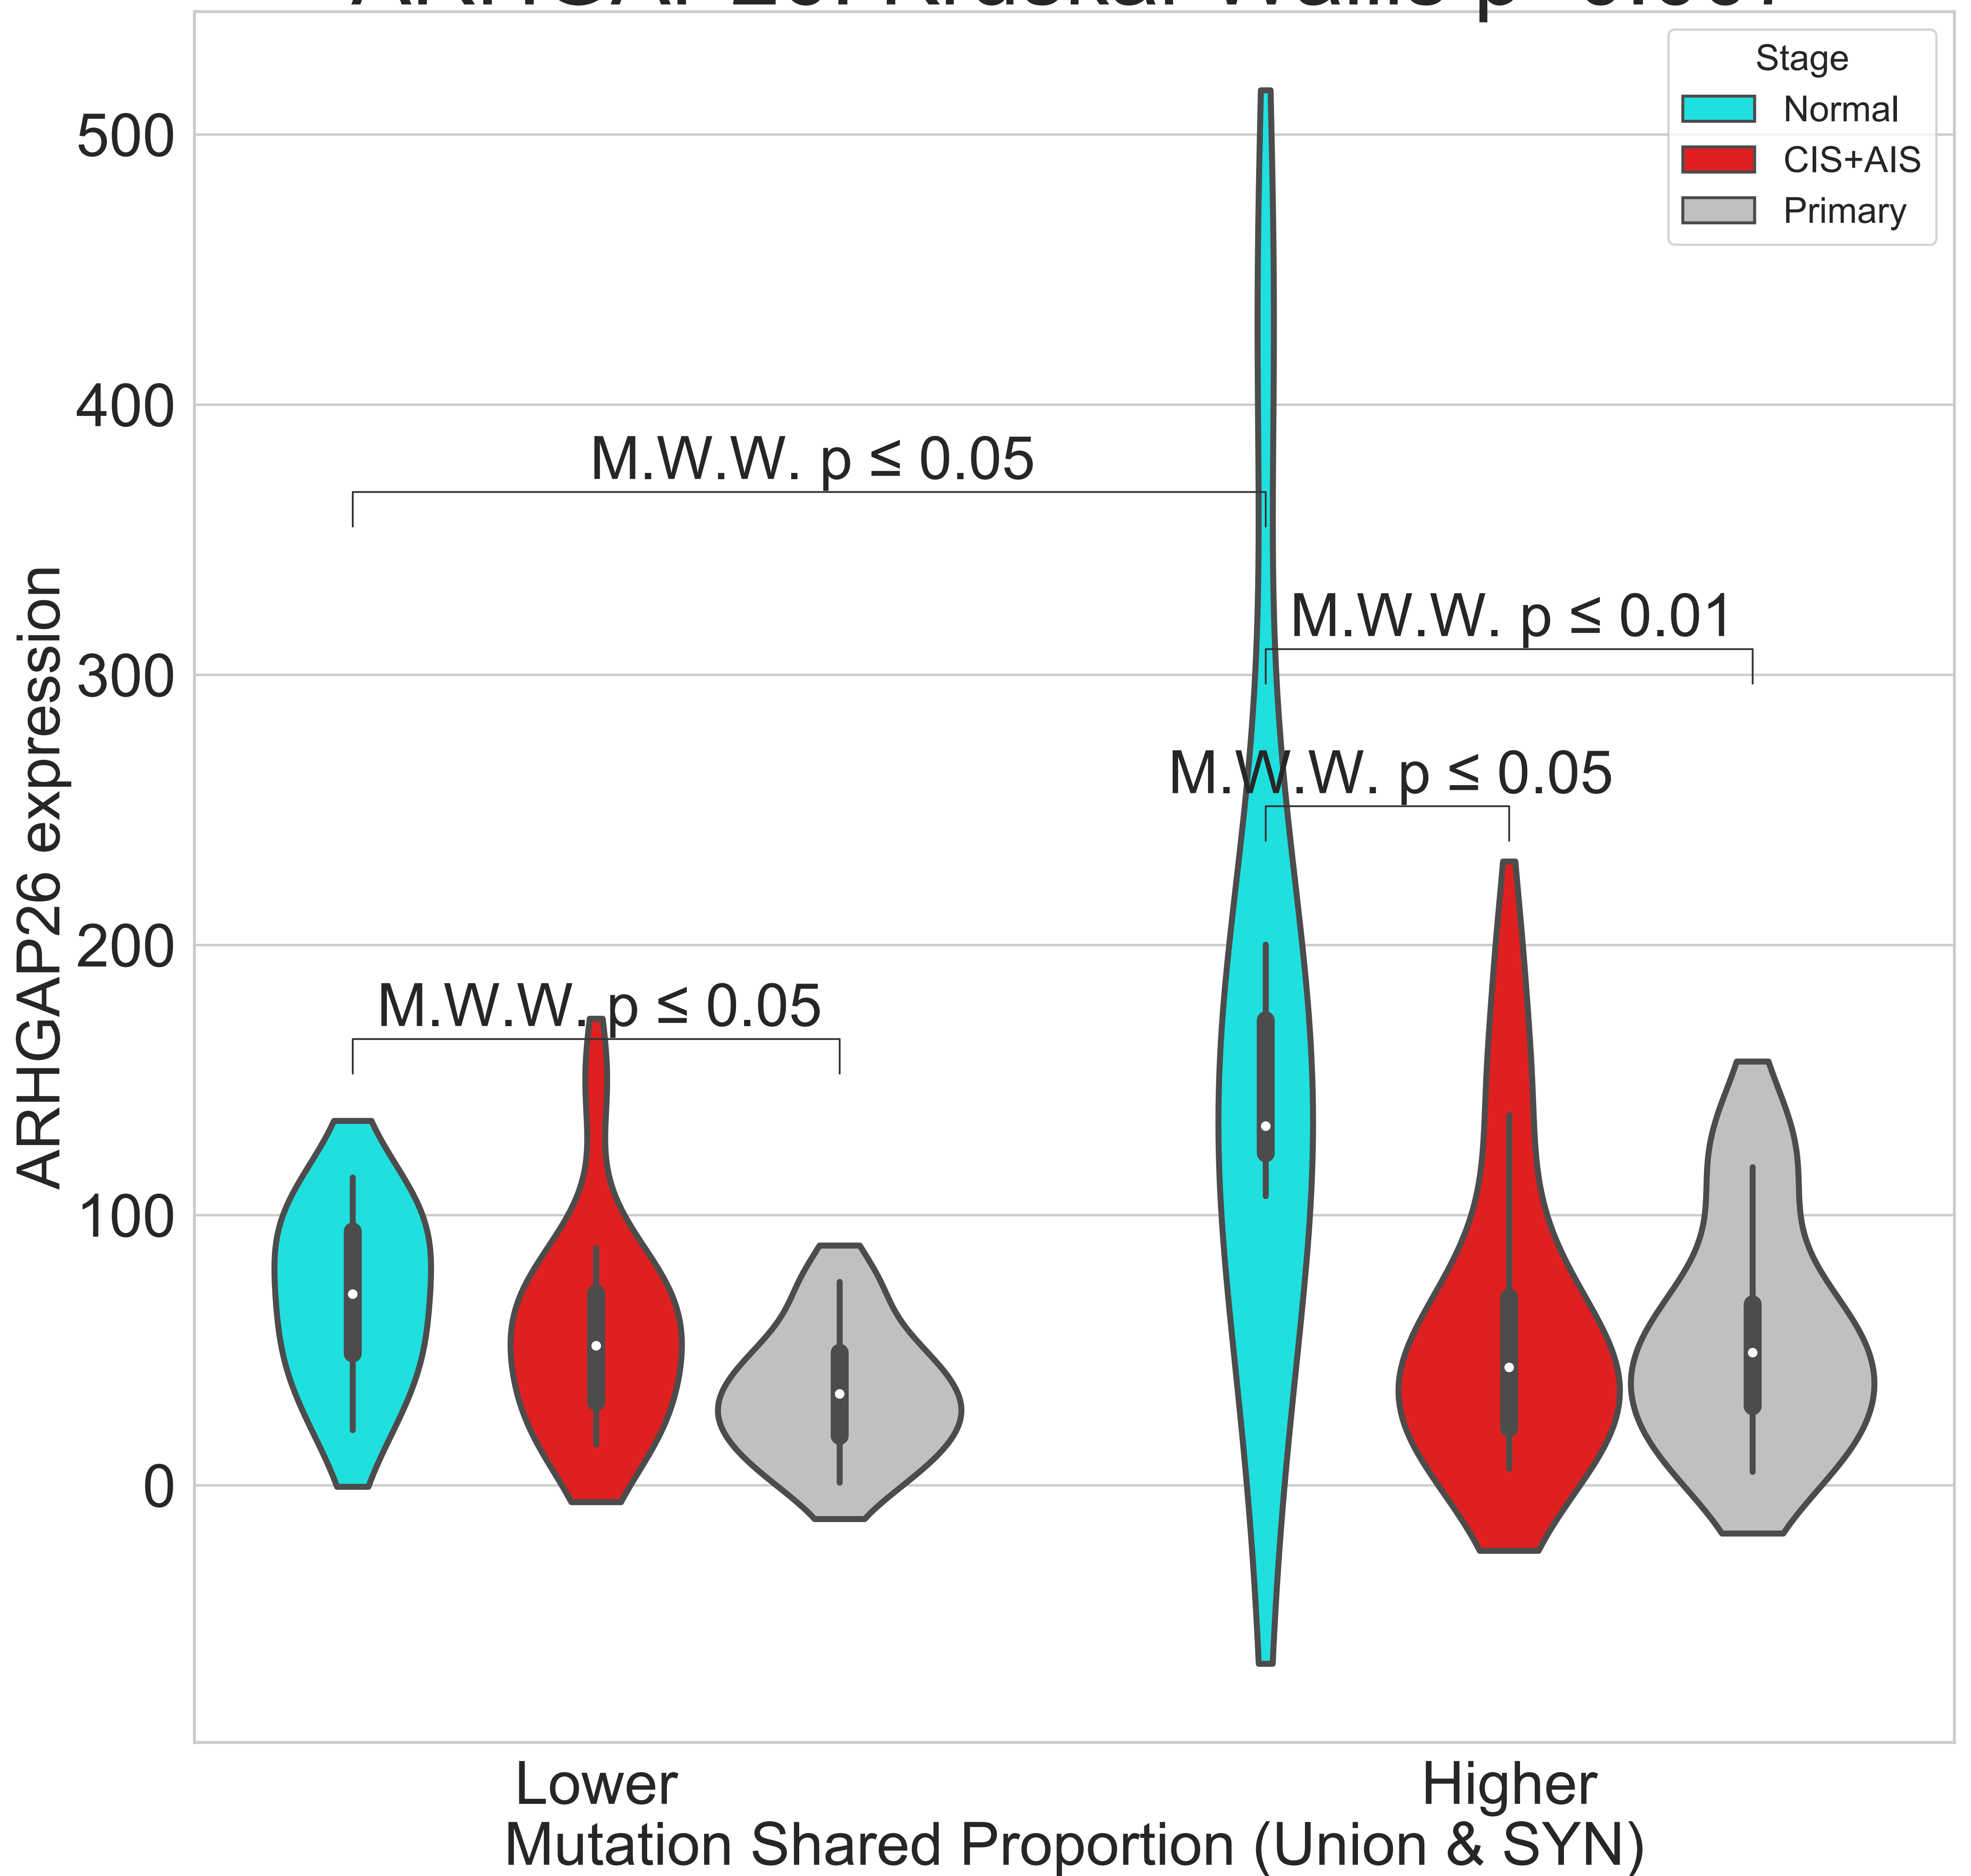 Stage
Normal
CIS+AIS
Primary
500
400
300
200
100
0
ARHGAP26 expression
M.W.W. p ≤ 0.05
M.W.W. p ≤ 0.01
M.W.W. p ≤ 0.05
M.W.W. p ≤ 0.05
Lower
Higher
Mutation Shared Proportion (Union & SYN)